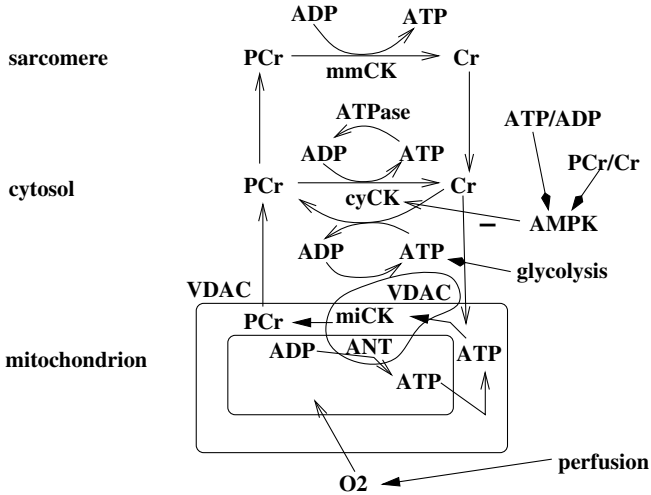 ADP ATP
sarcomere PCr mmCK Cr
ATPase ATP/ADP
ADP ATP PCr/Cr
cytosol PCr cyCK Cr
– AMPK
ADP ATP glycolysis
VDAC VDAC
PCr miCK
mitochondrion ADP ANT ATP
ATP
O2 perfusion